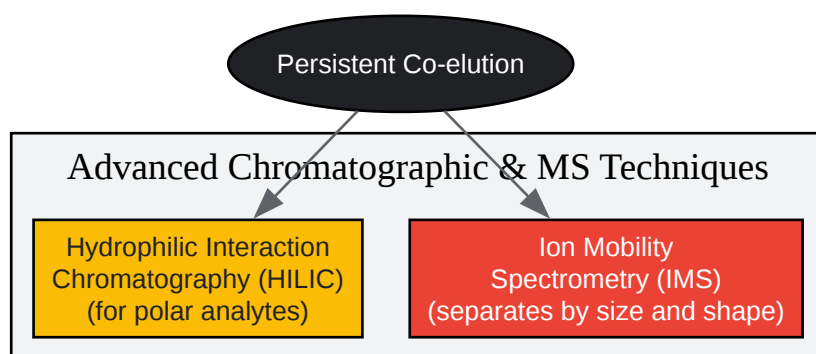 Persistent Co-elution
Advanced Chromatographic & MS Techniques
Hydrophilic Interaction
Chromatography (HILIC)
(for polar analytes)
Ion Mobility
Spectrometry (IMS)
(separates by size and shape)